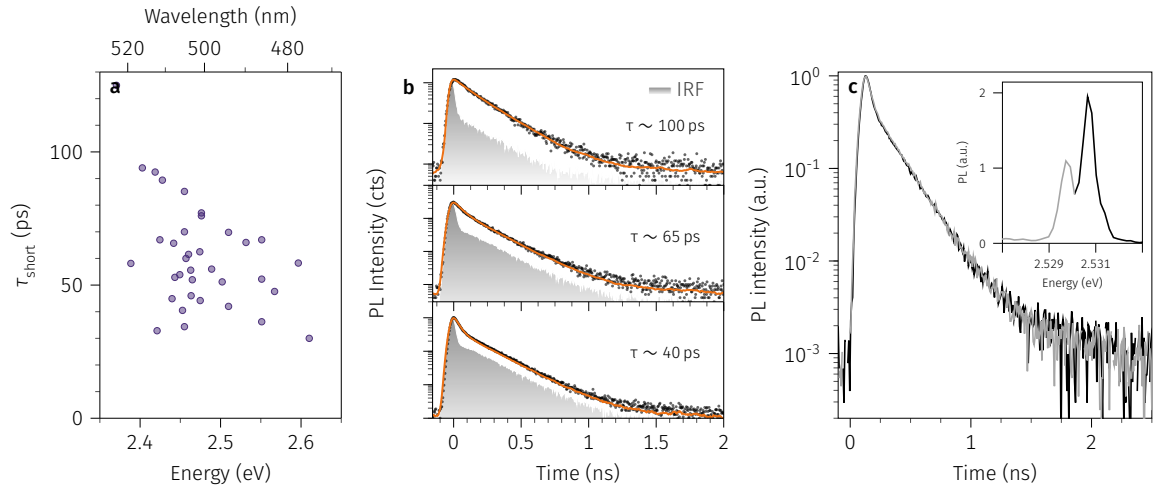 Wavelength (nm)
520 500 480
a
100
50
0
τshort (ps)
2.4 2.5 2.6
Energy (eV)
b
IRF
τ ∼ 100 ps
τ ∼ 65 ps
τ ∼ 40 ps
PL Intensity (cts)
0 0.5 1 1.5 2
Time (ns)
c
10⁰
10⁻¹
10⁻²
10⁻³
PL intensity (a.u.)
0 1 2
Time (ns)
2
1
0
PL (a.u.)
2.529 2.531
Energy (eV)